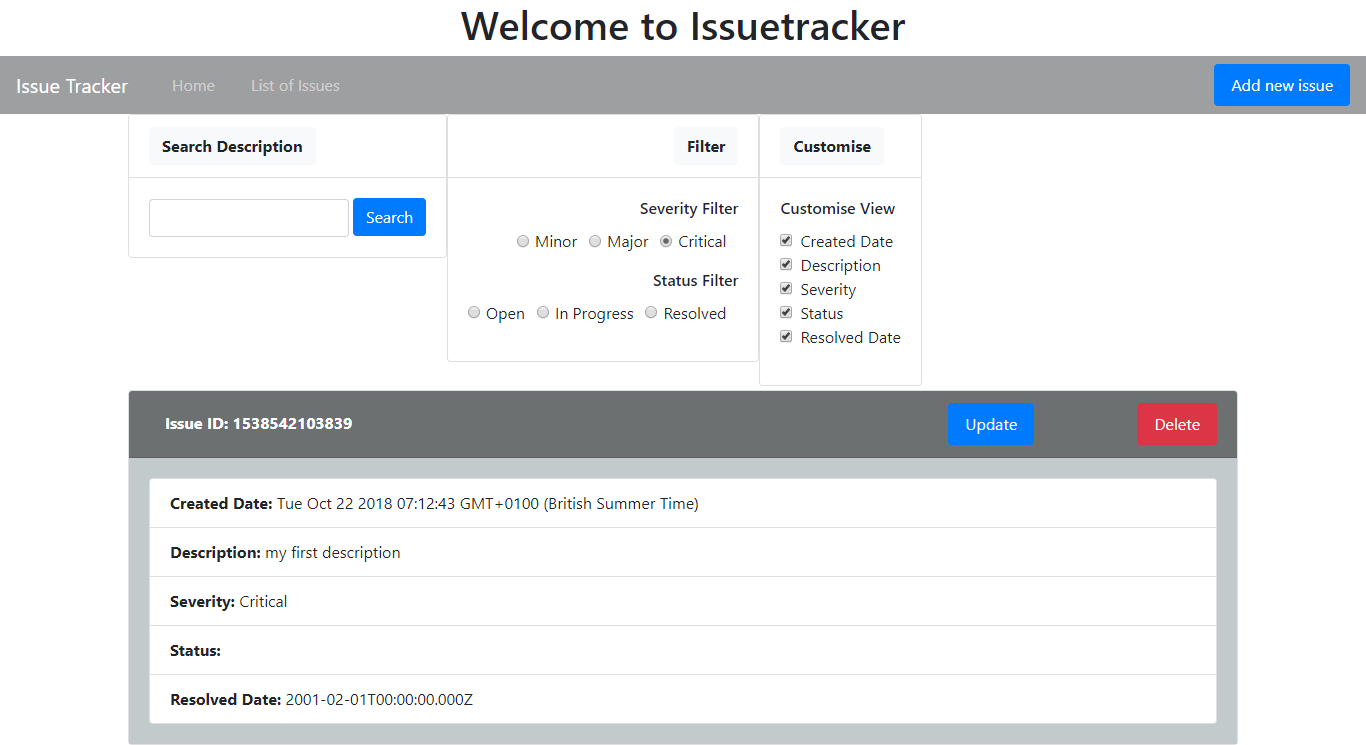 Welcome to Issuetracker
Issue Tracker Home List of Issues Add new issue
Search Description
Search
Filter
Severity Filter
Minor Major Critical
Status Filter
Open In Progress Resolved
Customise
Customise View
Created Date
Description
Severity
Status
Resolved Date
Issue ID: 1538542103839 Update Delete
Created Date: Tue Oct 22 2018 07:12:43 GMT+0100 (British Summer Time)
Description: my first description
Severity: Critical
Status:
Resolved Date: 2001-02-01T00:00:00.000Z